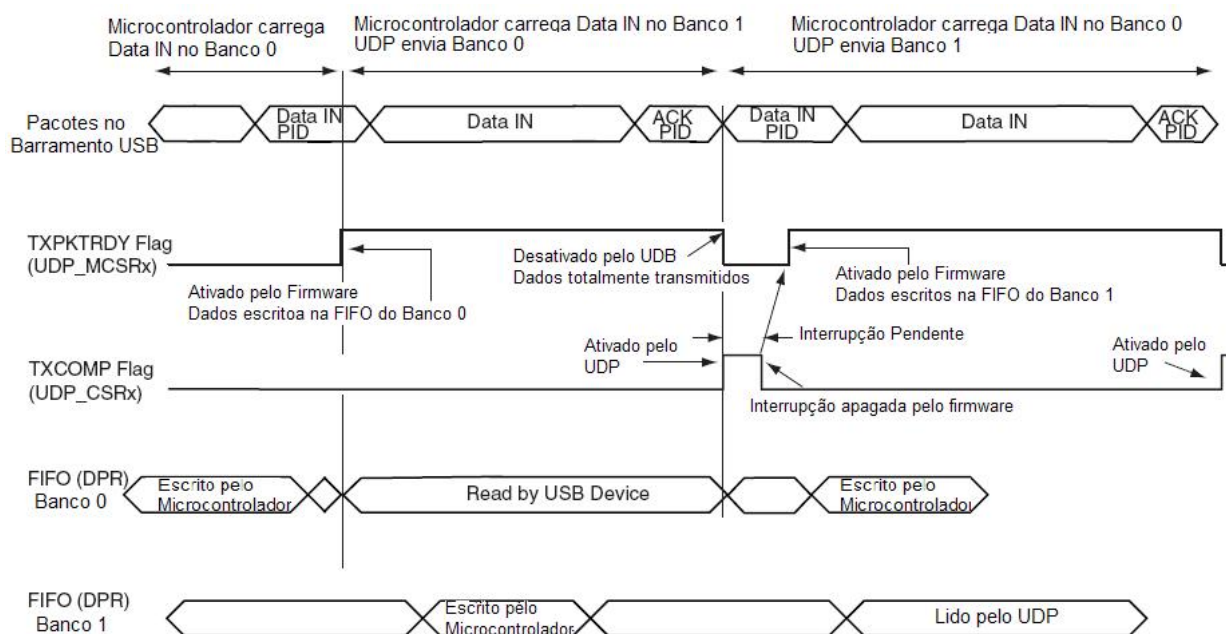 Microcontrolador carrega
Data IN no Banco 0
Microcontrolador carrega Data IN no Banco 1
UDP envia Banco 0
Microcontrolador carrega Data IN no Banco 0
UDP envia Banco 1
Pacotes no
Barramento USB
Data IN
PID
Data IN
ACK
PID
Data IN
PID
Data IN
ACK
PID
TXPKTRDY Flag
(UDP_MCSRx)
Ativado pelo Firmware
Dados escritoa na FIFO do Banco 0
Desativado pelo UDB
Dados totalmente transmitidos
Ativado pelo Firmware
Dados escritos na FIFO do Banco 1
TXCOMP Flag
(UDP_CSRx)
Ativado pelo
UDP
Interrupção Pendente
Interrupção apagada pelo firmware
Ativado pelo
UDP
FIFO (DPR)
Banco 0
Escrito pelo
Microcontrolador
Read by USB Device
Escrito pelo
Microcontrolador
FIFO (DPR)
Banco 1
Escrito pelo
Microcontrolador
Lido pelo UDP